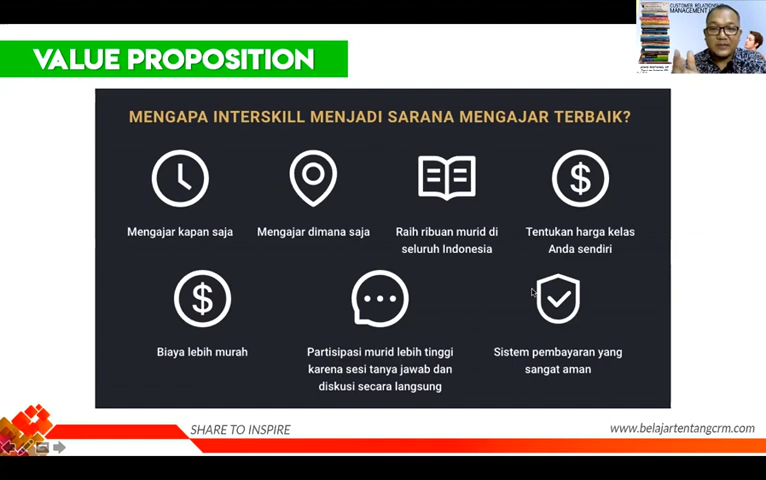 CUSTOMER RELATIONSHIP
MANAGEMENT
VALUE PROPOSITION
MENGAPA INTERSKILL MENJADI SARANA MENGAJAR TERBAIK?
Mengajar kapan saja
Mengajar dimana saja
Raih ribuan murid di
seluruh Indonesia
Tentukan harga kelas
Anda sendiri
Biaya lebih murah
Partisipasi murid lebih tinggi
karena sesi tanya jawab dan
diskusi secara langsung
Sistem pembayaran yang
sangat aman
SHARE TO INSPIRE
www.belajartentangcrm.com